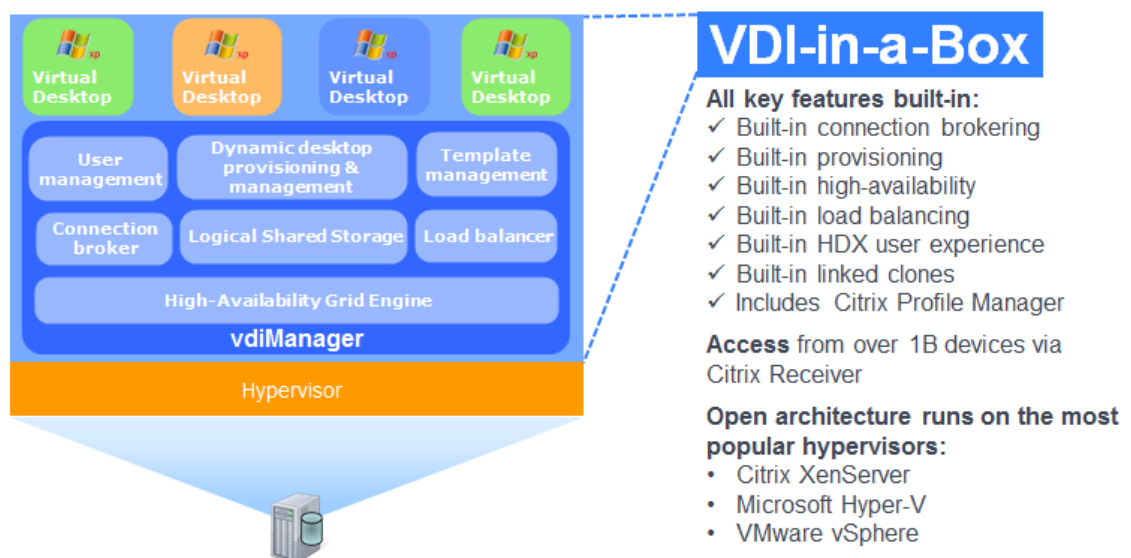 xp
Virtual
Desktop
xp
Virtual
Desktop
xp
Virtual
Desktop
xp
Virtual
Desktop
User
management
Dynamic desktop
provisioning &
management
Template
management
Connection
broker
Logical Shared Storage
Load balancer
High-Availability Grid Engine
vdiManager
Hypervisor
VDI-in-a-Box
All key features built-in:
✓ Built-in connection brokering
✓ Built-in provisioning
✓ Built-in high-availability
✓ Built-in load balancing
✓ Built-in HDX user experience
✓ Built-in linked clones
✓ Includes Citrix Profile Manager
Access from over 1B devices via
Citrix Receiver
Open architecture runs on the most
popular hypervisors:
• Citrix XenServer
• Microsoft Hyper-V
• VMware vSphere